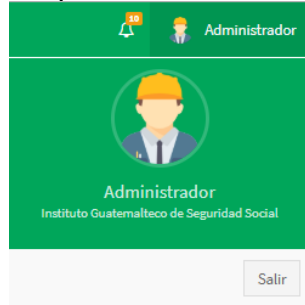 10
Administrador
Administrador
Instituto Guatemalteco de Seguridad Social
Salir